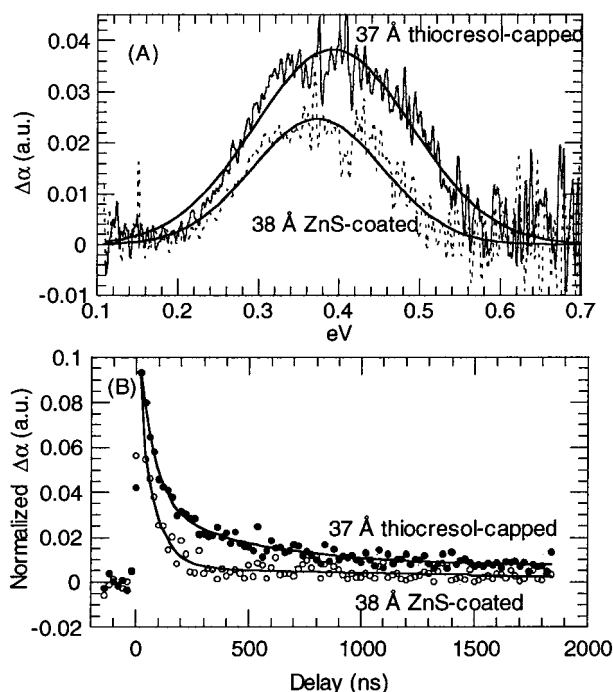 (A)
37 Å thiocresol-capped
38 Å ZnS-coated
Δα (a.u.)
0.04
0.03
0.02
0.01
0
-0.01
0.1 0.2 0.3 0.4 0.5 0.6 0.7
eV
(B)
37 Å thiocresol-capped
38 Å ZnS-coated
Normalized Δα (a.u.)
0.1
0.08
0.06
0.04
0.02
0
-0.02
0 500 1000 1500 2000
Delay (ns)